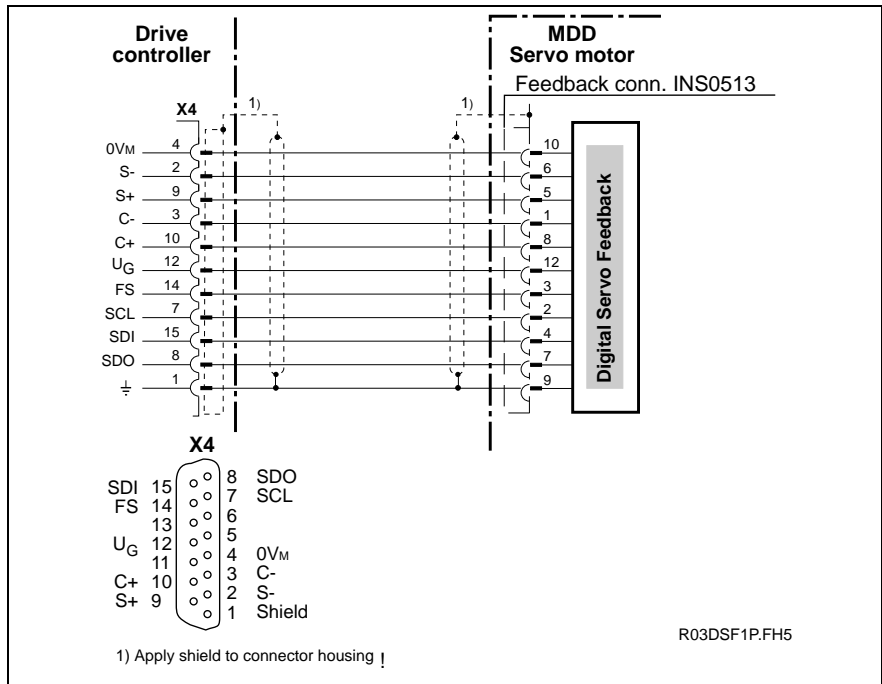 Drive
controller
MDD
Servo motor
Feedback conn. INS0513
X4
1)
1)
0VM 4 10
S- 2 6
S+ 9 5
C- 3 1
C+ 10 8
UG 12 12
FS 14 3
SCL 7 2
SDI 15 4
SDO 8 7
⏚ 1 9
Digital Servo Feedback
X4
8 SDO
SDI 15
7 SCL
FS 14
6
13
5
UG 12
4 0VM
11
3 C-
C+ 10
2 S-
S+ 9
1 Shield
R03DSF1P.FH5
1) Apply shield to connector housing !